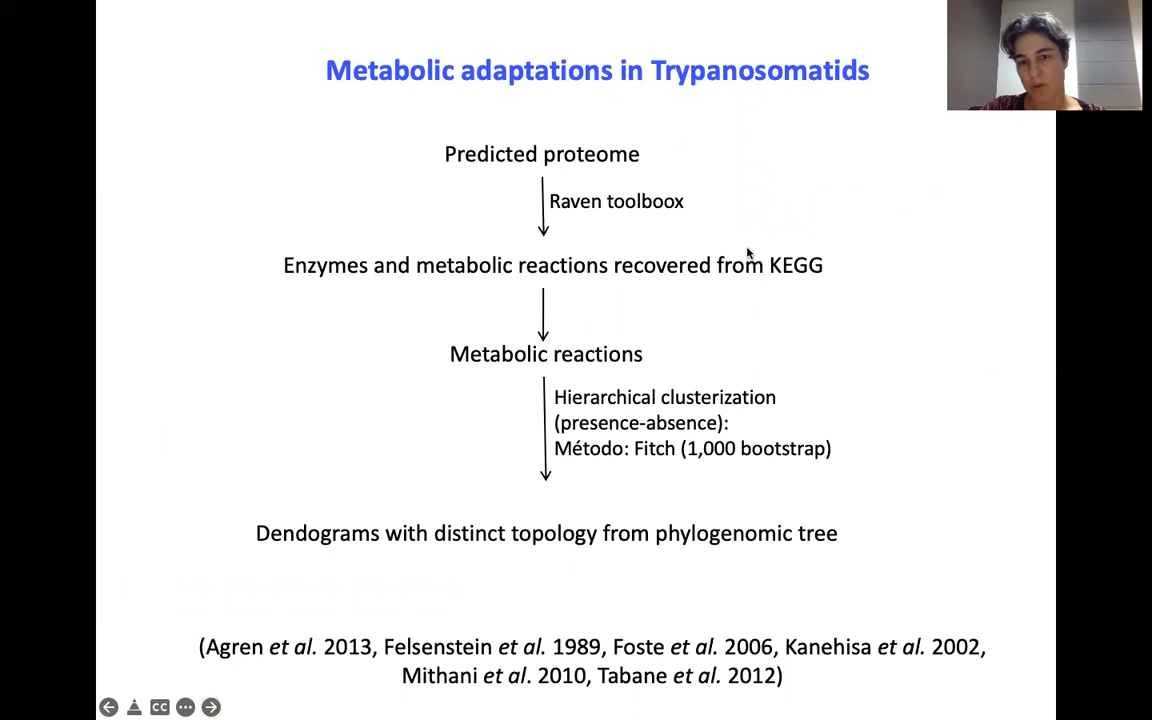 Metabolic adaptations in Trypanosomatids
Predicted proteome
Raven toolboox
Enzymes and metabolic reactions recovered from KEGG
Metabolic reactions
Hierarchical clusterization
(presence-absence):
Método: Fitch (1,000 bootstrap)
Dendograms with distinct topology from phylogenomic tree
(Agren et al. 2013, Felsenstein et al. 1989, Foste et al. 2006, Kanehisa et al. 2002,
Mithani et al. 2010, Tabane et al. 2012)
CC